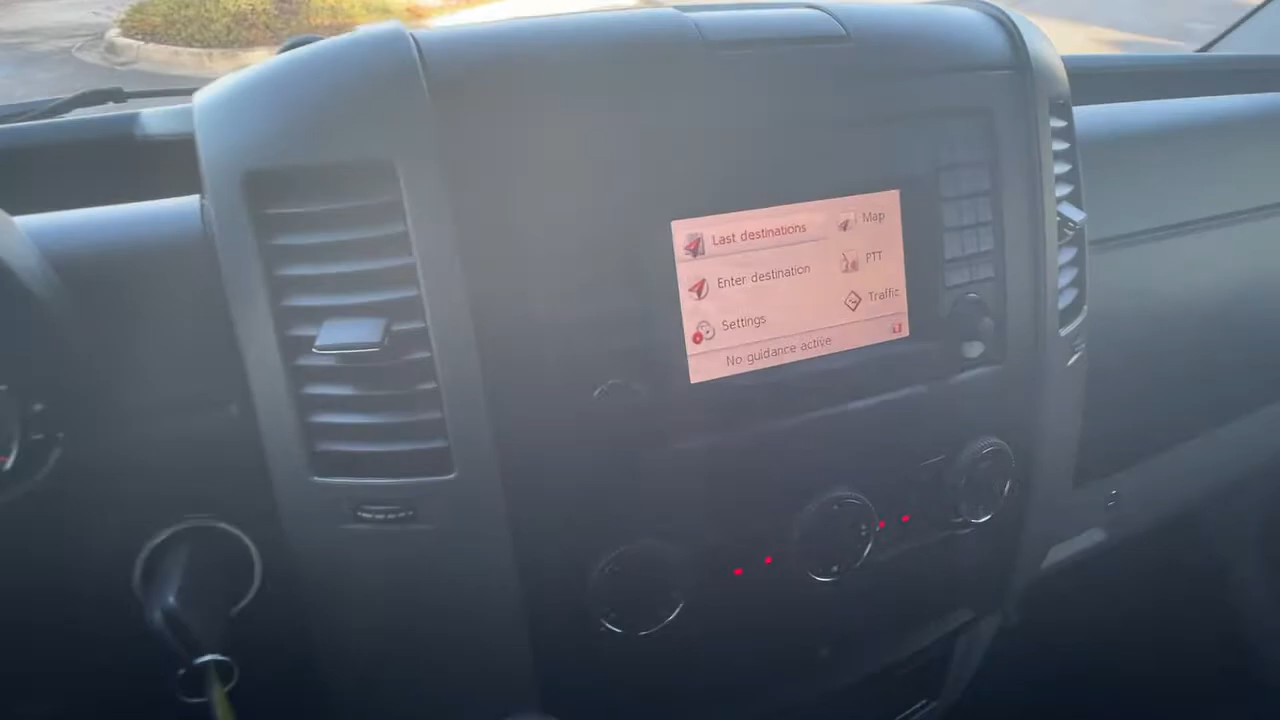 Last destinations
Enter destination
Settings
Map
PTT
Traffic
No guidance active